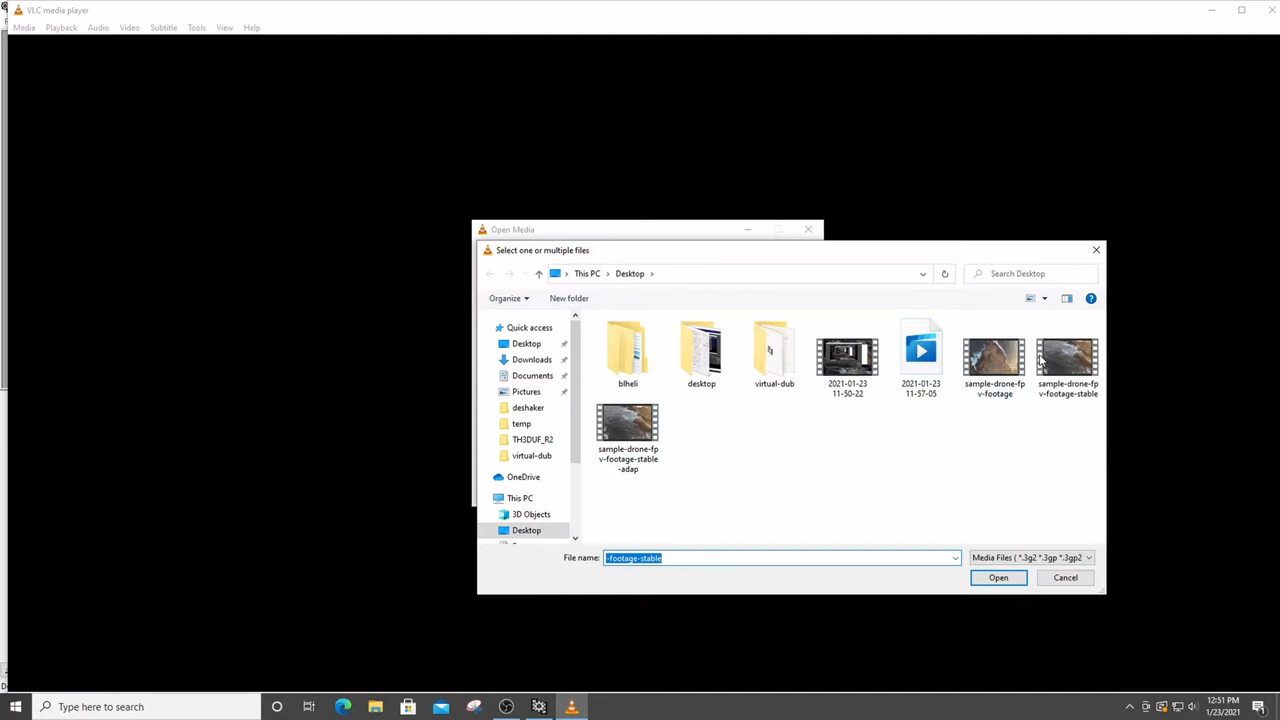 VLC media player
Media Playback Audio Video Subtitle Tools View Help
Open Media
Select one or multiple files
This PC > Desktop >
Search Desktop
Organize
New folder
Quick access
Desktop
Downloads
Documents
Pictures
deshaker
temp
TH3DUF_R2
virtual-dub
OneDrive
This PC
3D Objects
Desktop
blheli
desktop
virtual-dub
2021-01-23
11-50-22
2021-01-23
11-57-05
sample-drone-fp
v-footage
sample-drone-fp
v-footage-stable
sample-drone-fp
v-footage-stable
-adap
File name:
-footage-stable
Media Files ( *.3g2 *.3gp *.3gp2
Open
Cancel
Type here to search
12:51 PM
1/23/2021